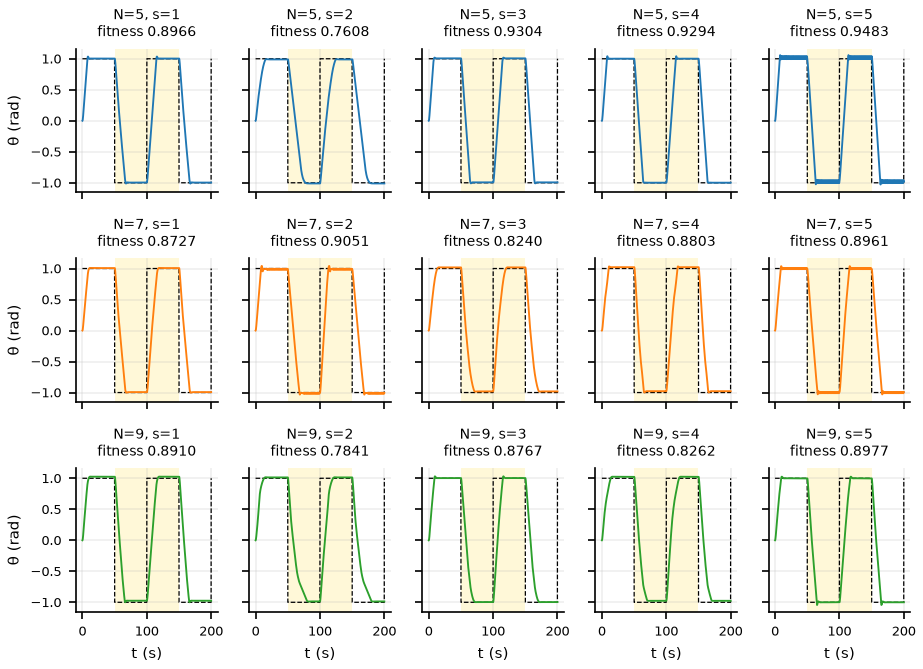 N=5, s=1
fitness 0.8966
N=5, s=2
fitness 0.7608
N=5, s=3
fitness 0.9304
N=5, s=4
fitness 0.9294
N=5, s=5
fitness 0.9483
1.0
0.5
0.0
−0.5
−1.0
θ (rad)
N=7, s=1
fitness 0.8727
N=7, s=2
fitness 0.9051
N=7, s=3
fitness 0.8240
N=7, s=4
fitness 0.8803
N=7, s=5
fitness 0.8961
1.0
0.5
0.0
−0.5
−1.0
θ (rad)
N=9, s=1
fitness 0.8910
N=9, s=2
fitness 0.7841
N=9, s=3
fitness 0.8767
N=9, s=4
fitness 0.8262
N=9, s=5
fitness 0.8977
1.0
0.5
0.0
−0.5
−1.0
θ (rad)
0 100 200
0 100 200
0 100 200
0 100 200
0 100 200
t (s)
t (s)
t (s)
t (s)
t (s)